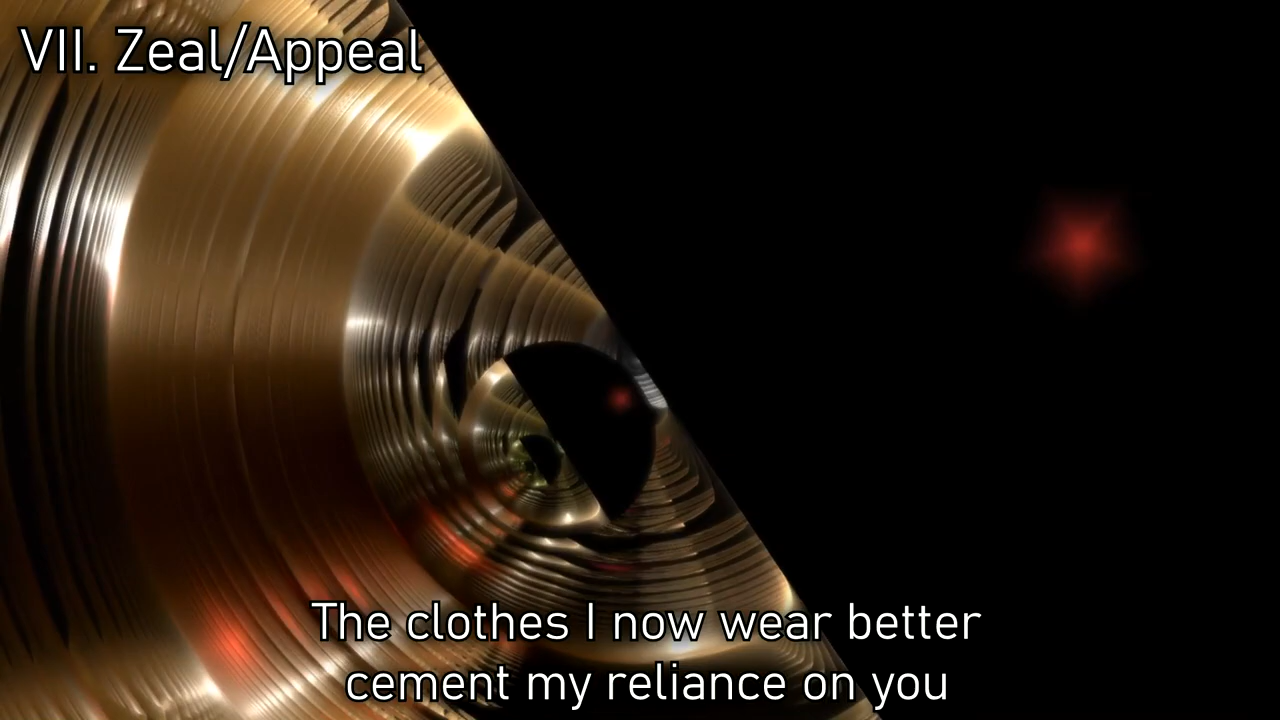 VII. Zeal/Appeal
The clothes I now wear better
cement my reliance on you